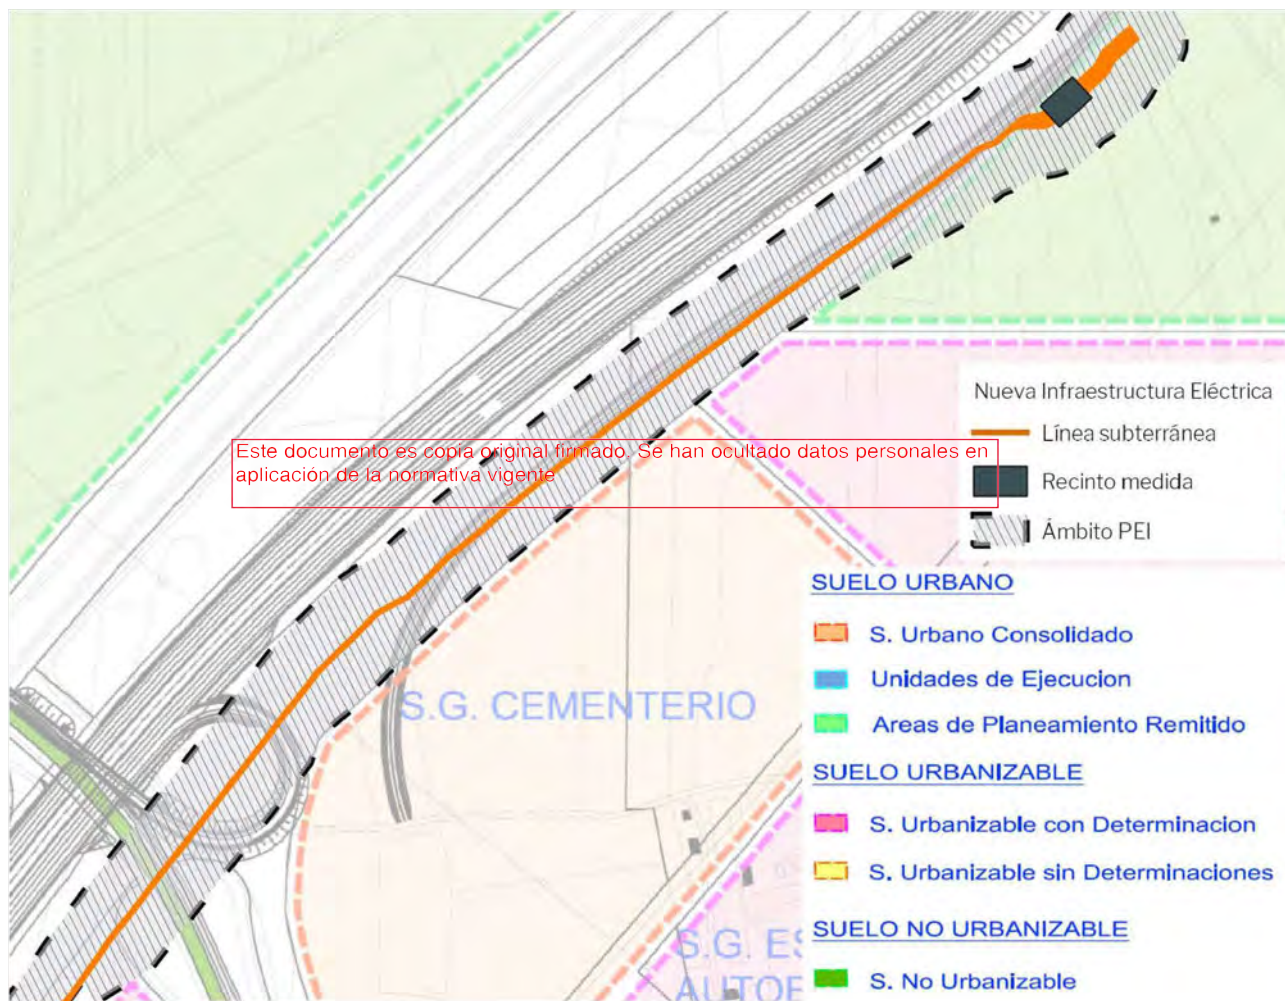 Nueva Infraestructura Eléctrica
Línea subterránea
Este documento es copia original firmado. Se han ocultado datos personales en
aplicación de la normativa vigente
Recinto medida
Ámbito PEI
SUELO URBANO
S. Urbano Consolidado
Unidades de Ejecucion
S.G. CEMENTERIO
Areas de Planeamiento Remitido
SUELO URBANIZABLE
S. Urbanizable con Determinacion
S. Urbanizable sin Determinaciones
SUELO NO URBANIZABLE
S.G. ES
S. No Urbanizable
AUTOE